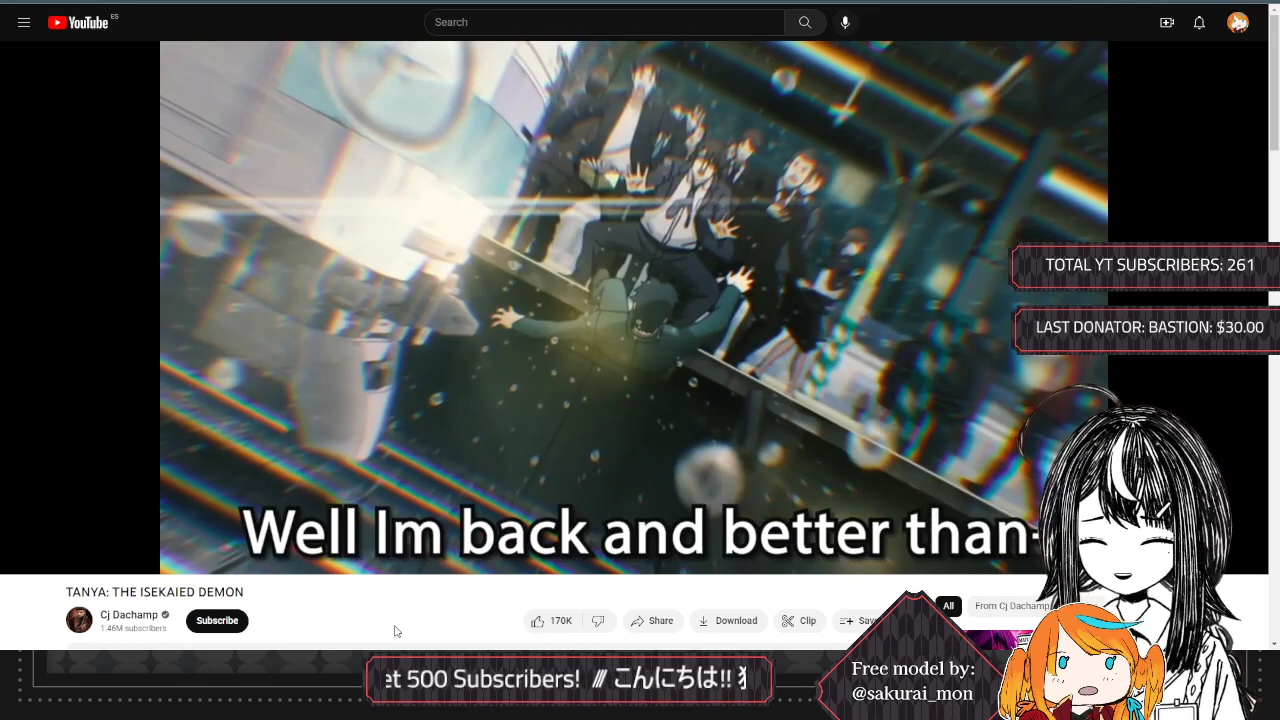 YouTube ES
Search
Well Im back and better than-
TOTAL YT SUBSCRIBERS: 261
LAST DONATOR: BASTION: $30.00
TANYA: THE ISEKAIED DEMON
Cj Dachamp
1.46M subscribers
Subscribe
170K
Share
Download
Clip
Save
All
From Cj Dachamp
et 500 Subscribers! /// こんにちは!!
Free model by:
@sakurai_mon